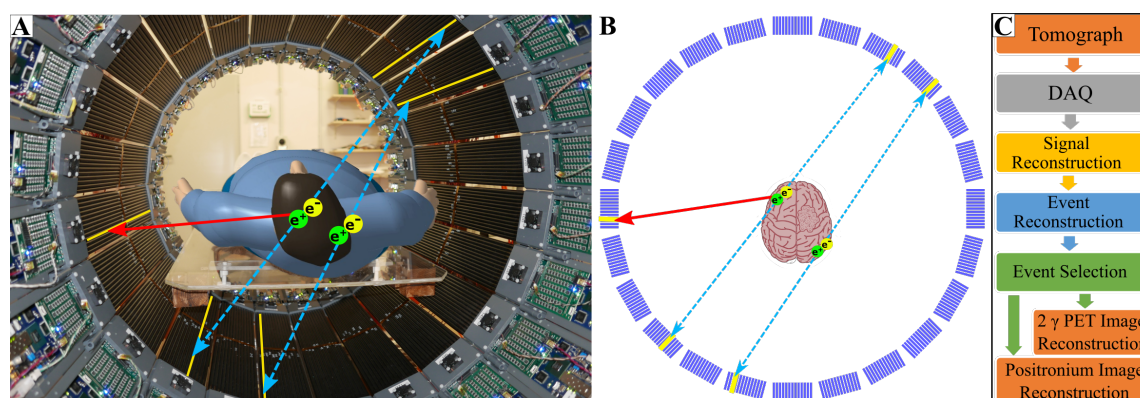 A
e⁺ e⁻
e⁺ e⁻
B
e⁺ e⁻
e⁺ e⁻
C
Tomograph
DAQ
Signal
Reconstruction
Event
Reconstruction
Event Selection
2 γ PET Image
Reconstruction
Positronium Image
Reconstruction